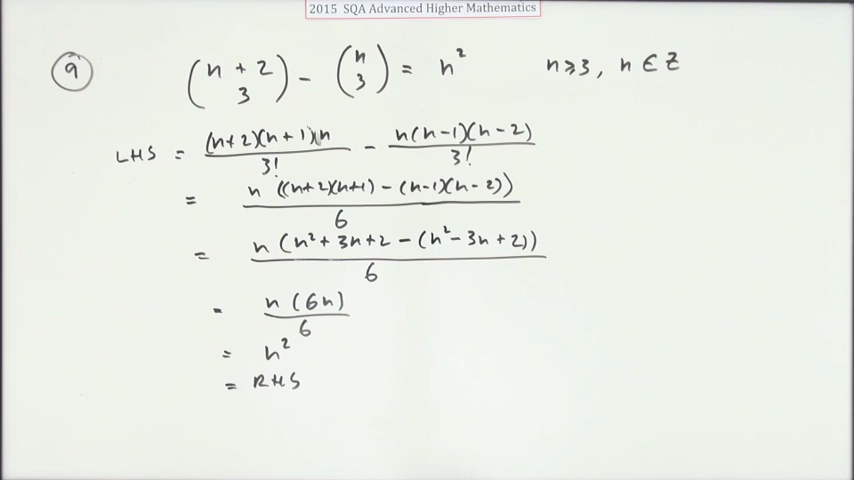 2015 SQA Advanced Higher Mathematics
9 (n + 2 3) - (n 3) = n² n ⩾ 3, n ∈ Z
LHS = (n+2)(n+1)n / 3! - n(n-1)(n-2) / 3!
= n ((n+2)(n+1) - (n-1)(n-2)) / 6
= n (n² + 3n + 2 - (n² - 3n + 2)) / 6
= n (6n) / 6
= n²
= RHS